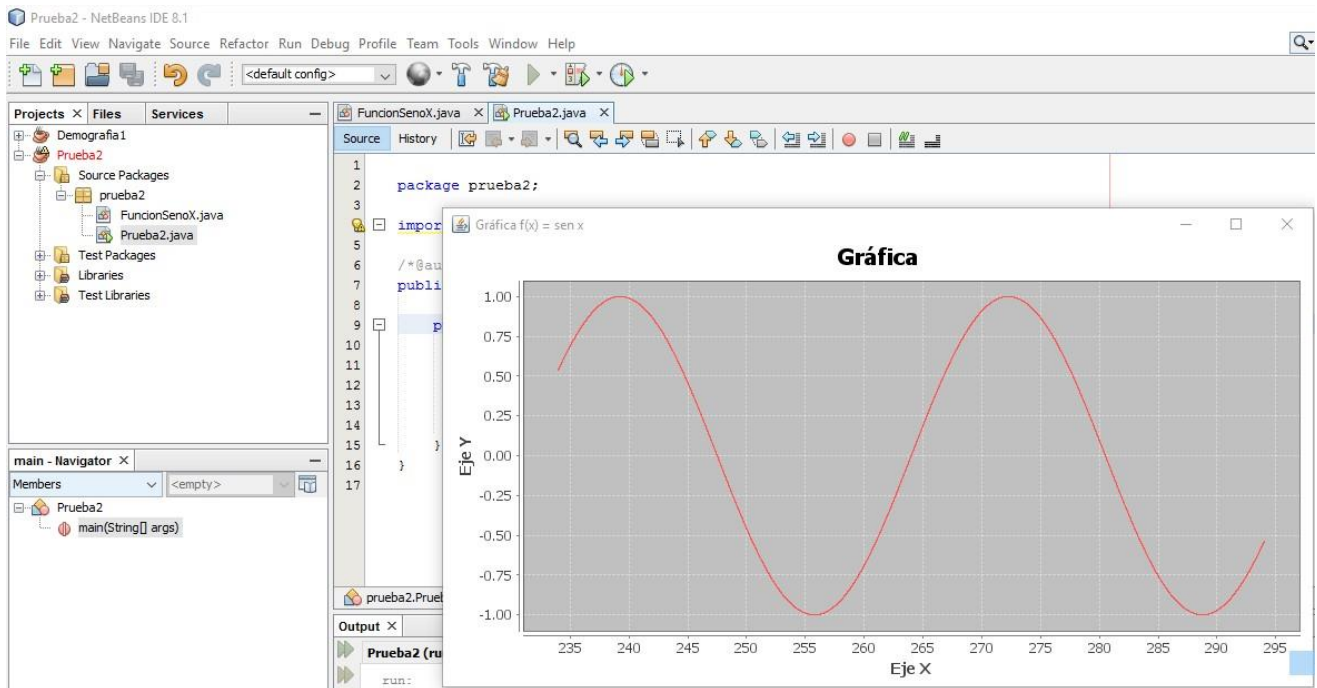 Prueba2 - NetBeans IDE 8.1
File Edit View Navigate Source Refactor Run Debug Profile Team Tools Window Help
<default config>
Projects Files Services
Demografia1
Prueba2
Source Packages
prueba2
FuncionSenoX.java
Prueba2.java
Test Packages
Libraries
Test Libraries
main - Navigator
Members <empty>
Prueba2
main(String[] args)
FuncionSenoX.java Prueba2.java
Source History
1
2 package prueba2;
3
impor
5
6 /*@au
7 publi
8
9 p
10
11
12
13
14
15 }
16 }
17
prueba2.Prueb
Output
Prueba2 (ru
run:
Gráfica f(x) = sen x
Gráfica
Eje Y
1.00
0.75
0.50
0.25
0.00
-0.25
-0.50
-0.75
-1.00
235 240 245 250 255 260 265 270 275 280 285 290 295
Eje X